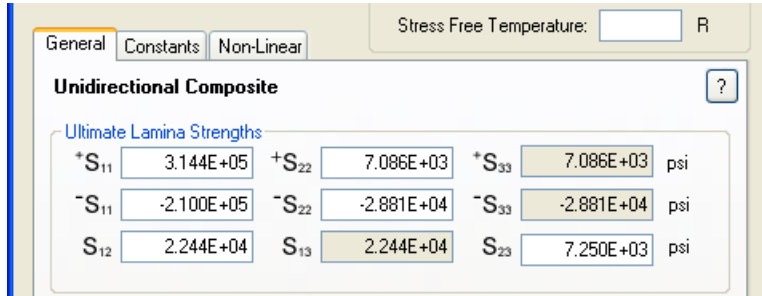 Stress Free Temperature: R
General Constants Non-Linear
Unidirectional Composite ?
Ultimate Lamina Strengths
⁺S₁₁ 3.144E+05 ⁺S₂₂ 7.086E+03 ⁺S₃₃ 7.086E+03 psi
⁻S₁₁ -2.100E+05 ⁻S₂₂ -2.881E+04 ⁻S₃₃ -2.881E+04 psi
S₁₂ 2.244E+04 S₁₃ 2.244E+04 S₂₃ 7.250E+03 psi